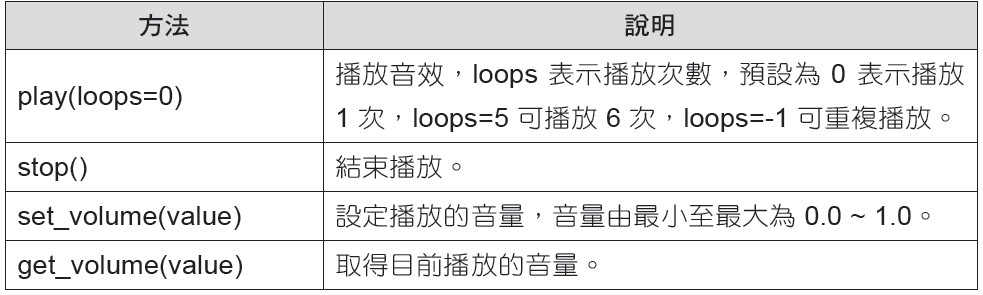 方法
說明
play(loops=0)
播放音效，loops 表示播放次數，預設為 0 表示播放
1 次，loops=5 可播放 6 次，loops=-1 可重複播放。
stop()
結束播放。
set_volume(value)
設定播放的音量，音量由最小至最大為 0.0 ~ 1.0。
get_volume(value)
取得目前播放的音量。